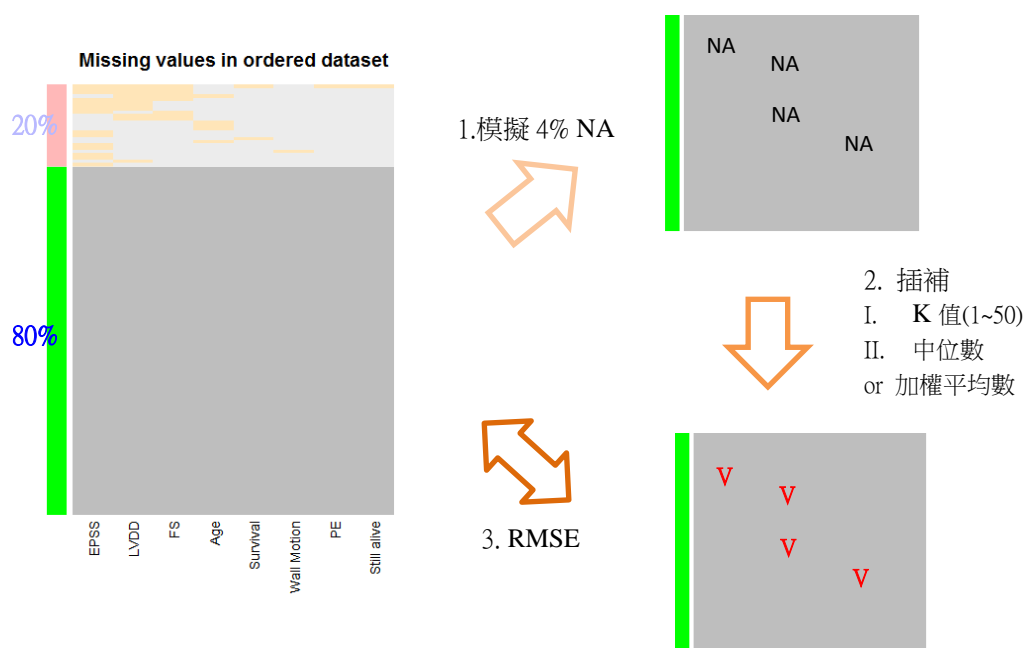 Missing values in ordered dataset
20%
80%
EPSS
LVDD
FS
Age
Survival
Wall Motion
PE
Still alive
1.模擬 4% NA
NA
NA
NA
NA
2. 插補
I. K 值(1~50)
II. 中位數
or 加權平均數
V
V
V
V
3. RMSE